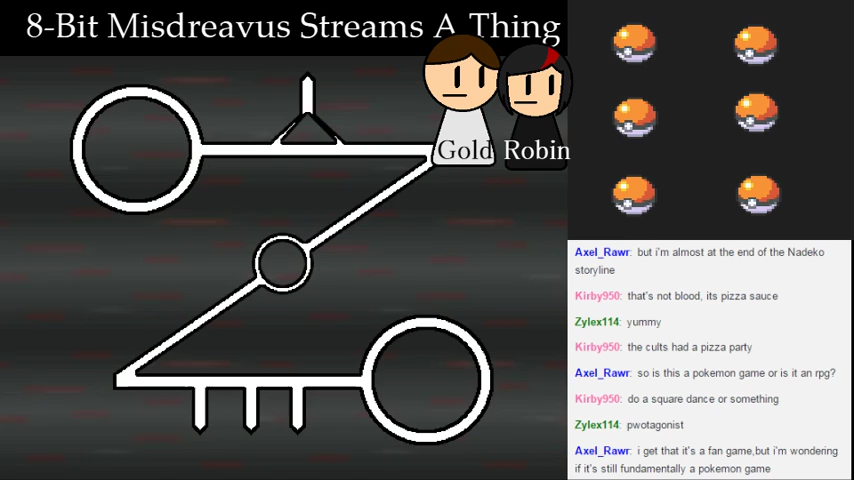 8-Bit Misdreavus Streams A Thing
Gold Robin
Axel_Rawr: but i'm almost at the end of the Nadeko
storyline
Kirby950: that's not blood, its pizza sauce
Zylex114: yummy
Kirby950: the cults had a pizza party
Axel_Rawr: so is this a pokemon game or is it an rpg?
Kirby950: do a square dance or something
Zylex114: pwotagonist
Axel_Rawr: i get that it's a fan game,but i'm wondering
if it's still fundamentally a pokemon game